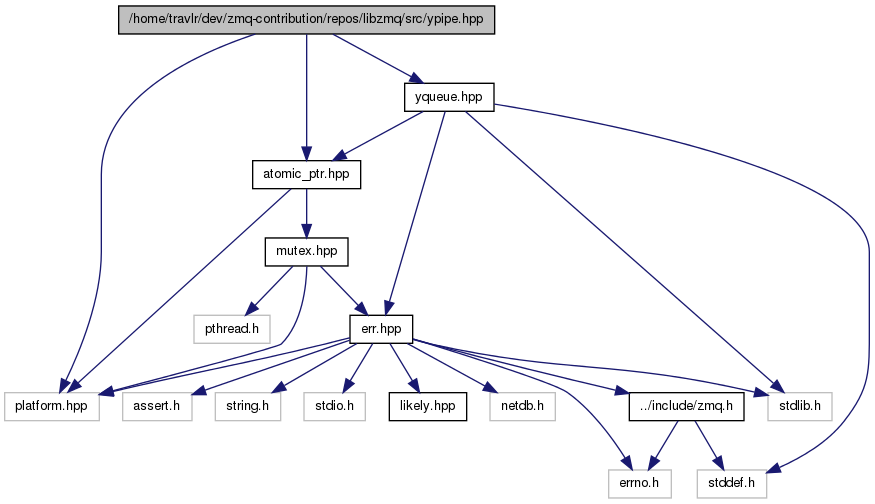 /home/travlr/dev/zmq-contribution/repos/libzmq/src/ypipe.hpp
yqueue.hpp
atomic_ptr.hpp
mutex.hpp
pthread.h
err.hpp
platform.hpp
assert.h
string.h
stdio.h
likely.hpp
netdb.h
../include/zmq.h
stdlib.h
errno.h
stddef.h